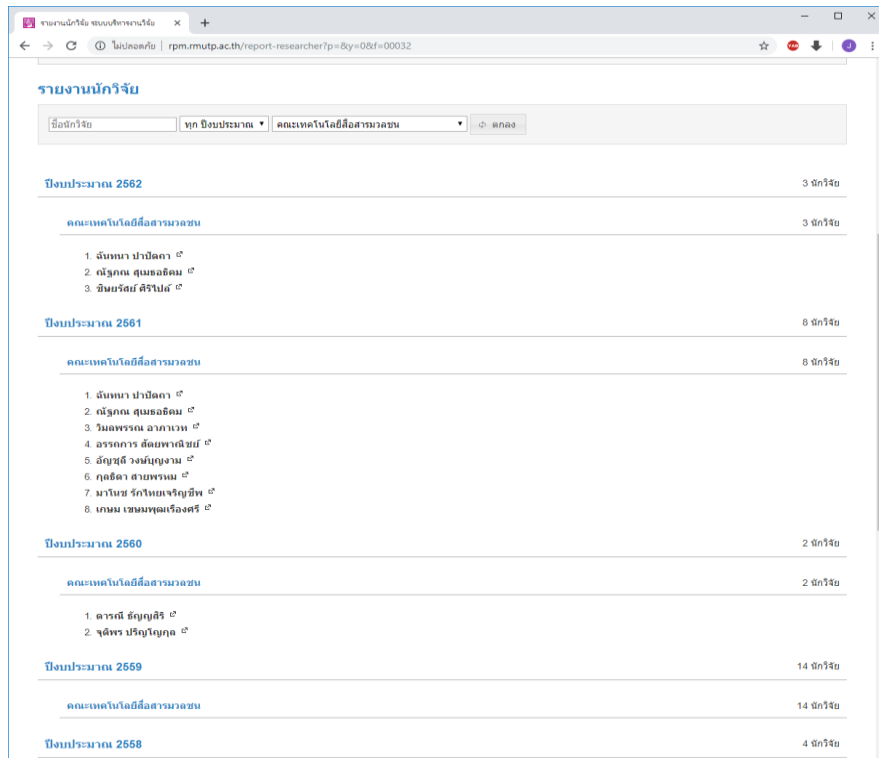 รายงานนักวิจัย ระบบบริหารงานวิจัย
ไม่ปลอดภัย | rpm.rmutp.ac.th/report-researcher?p=&y=0&f=00032
รายงานนักวิจัย
ชื่อนักวิจัย ทุก ปีงบประมาณ คณะเทคโนโลยีสื่อสารมวลชน ตกลง
ปีงบประมาณ 2562 3 นักวิจัย
คณะเทคโนโลยีสื่อสารมวลชน 3 นักวิจัย
1. ฉันทนา ปาปัดถา
2. ณัฐภณ สุเมธอธิคม
3. ชิษยรัสย์ ศิริไปล์
ปีงบประมาณ 2561 8 นักวิจัย
คณะเทคโนโลยีสื่อสารมวลชน 8 นักวิจัย
1. ฉันทนา ปาปัดถา
2. ณัฐภณ สุเมธอธิคม
3. วิมลพรรณ อาภาเวท
4. อรรถการ สัตยพาณิชย์
5. อัญชุลี วงษ์บุญงาม
6. กุลธิดา สายพรหม
7. มาโนช รักไทยเจริญชีพ
8. เกษม เขษมพุฒเรืองศรี
ปีงบประมาณ 2560 2 นักวิจัย
คณะเทคโนโลยีสื่อสารมวลชน 2 นักวิจัย
1. ดารณี ธัญญสิริ
2. จุติพร ปริญโญกุล
ปีงบประมาณ 2559 14 นักวิจัย
คณะเทคโนโลยีสื่อสารมวลชน 14 นักวิจัย
ปีงบประมาณ 2558 4 นักวิจัย